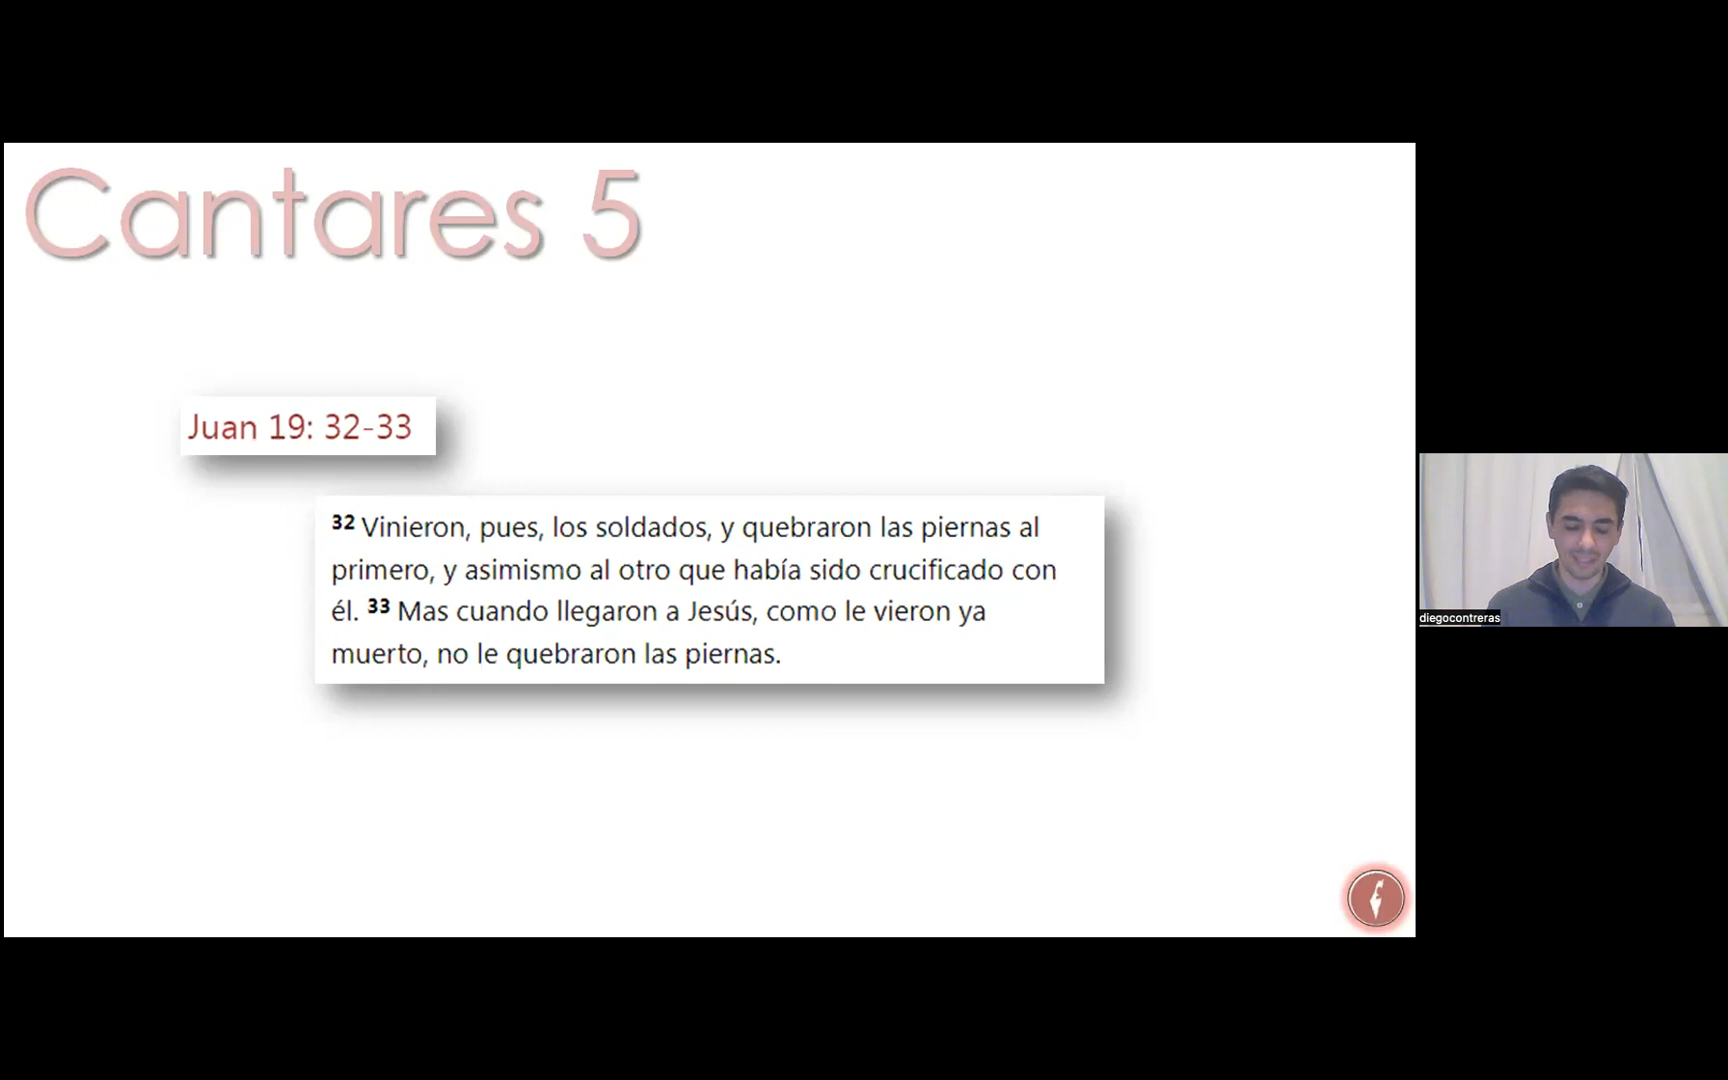 Cantares 5
Juan 19: 32-33
32 Vinieron, pues, los soldados, y quebraron las piernas al
primero, y asimismo al otro que había sido crucificado con
él. 33 Mas cuando llegaron a Jesús, como le vieron ya
muerto, no le quebraron las piernas.
diegocontreras